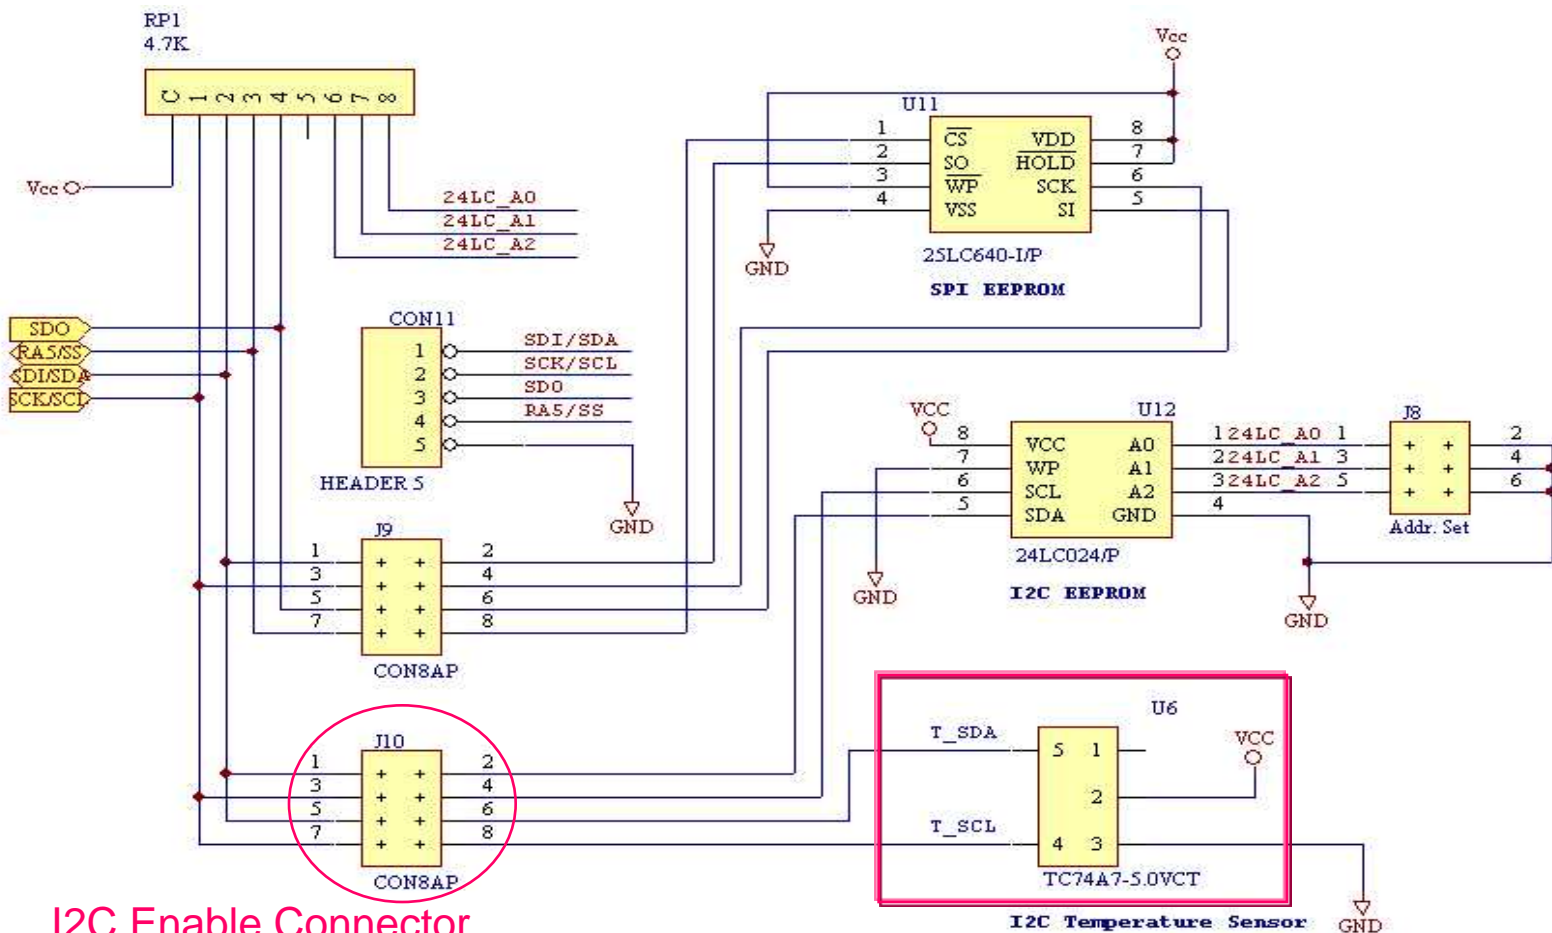 RP1
4.7K
C 1 2 3 4 5 6 7 8
Vcc
24LC_A0
24LC_A1
24LC_A2
SDO
RA5/SS
SDI/SDA
SCK/SCL
CON11
1 SDI/SDA
2 SCK/SCL
3 SDO
4 RA5/SS
5
HEADER 5
GND
Vcc
U11
1 CS VDD 8
2 SO HOLD 7
3 WP SCK 6
4 VSS SI 5
GND
25LC640-I/P
SPI EEPROM
VCC
U12
8 VCC A0 1 24LC_A0 1
7 WP A1 2 24LC_A1 3
6 SCL A2 3 24LC_A2 5
5 SDA GND 4
24LC024/P
I2C EEPROM
GND
J8
2
4
6
Addr. Set
GND
J9
1 2
3 4
5 6
7 8
CON8AP
J10
1 2
3 4
5 6
7 8
CON8AP
I2C Enable Connector
U6
T_SDA 5 1
VCC
2
T_SCL 4 3
TC74A7-5.0VCT
I2C Temperature Sensor
GND